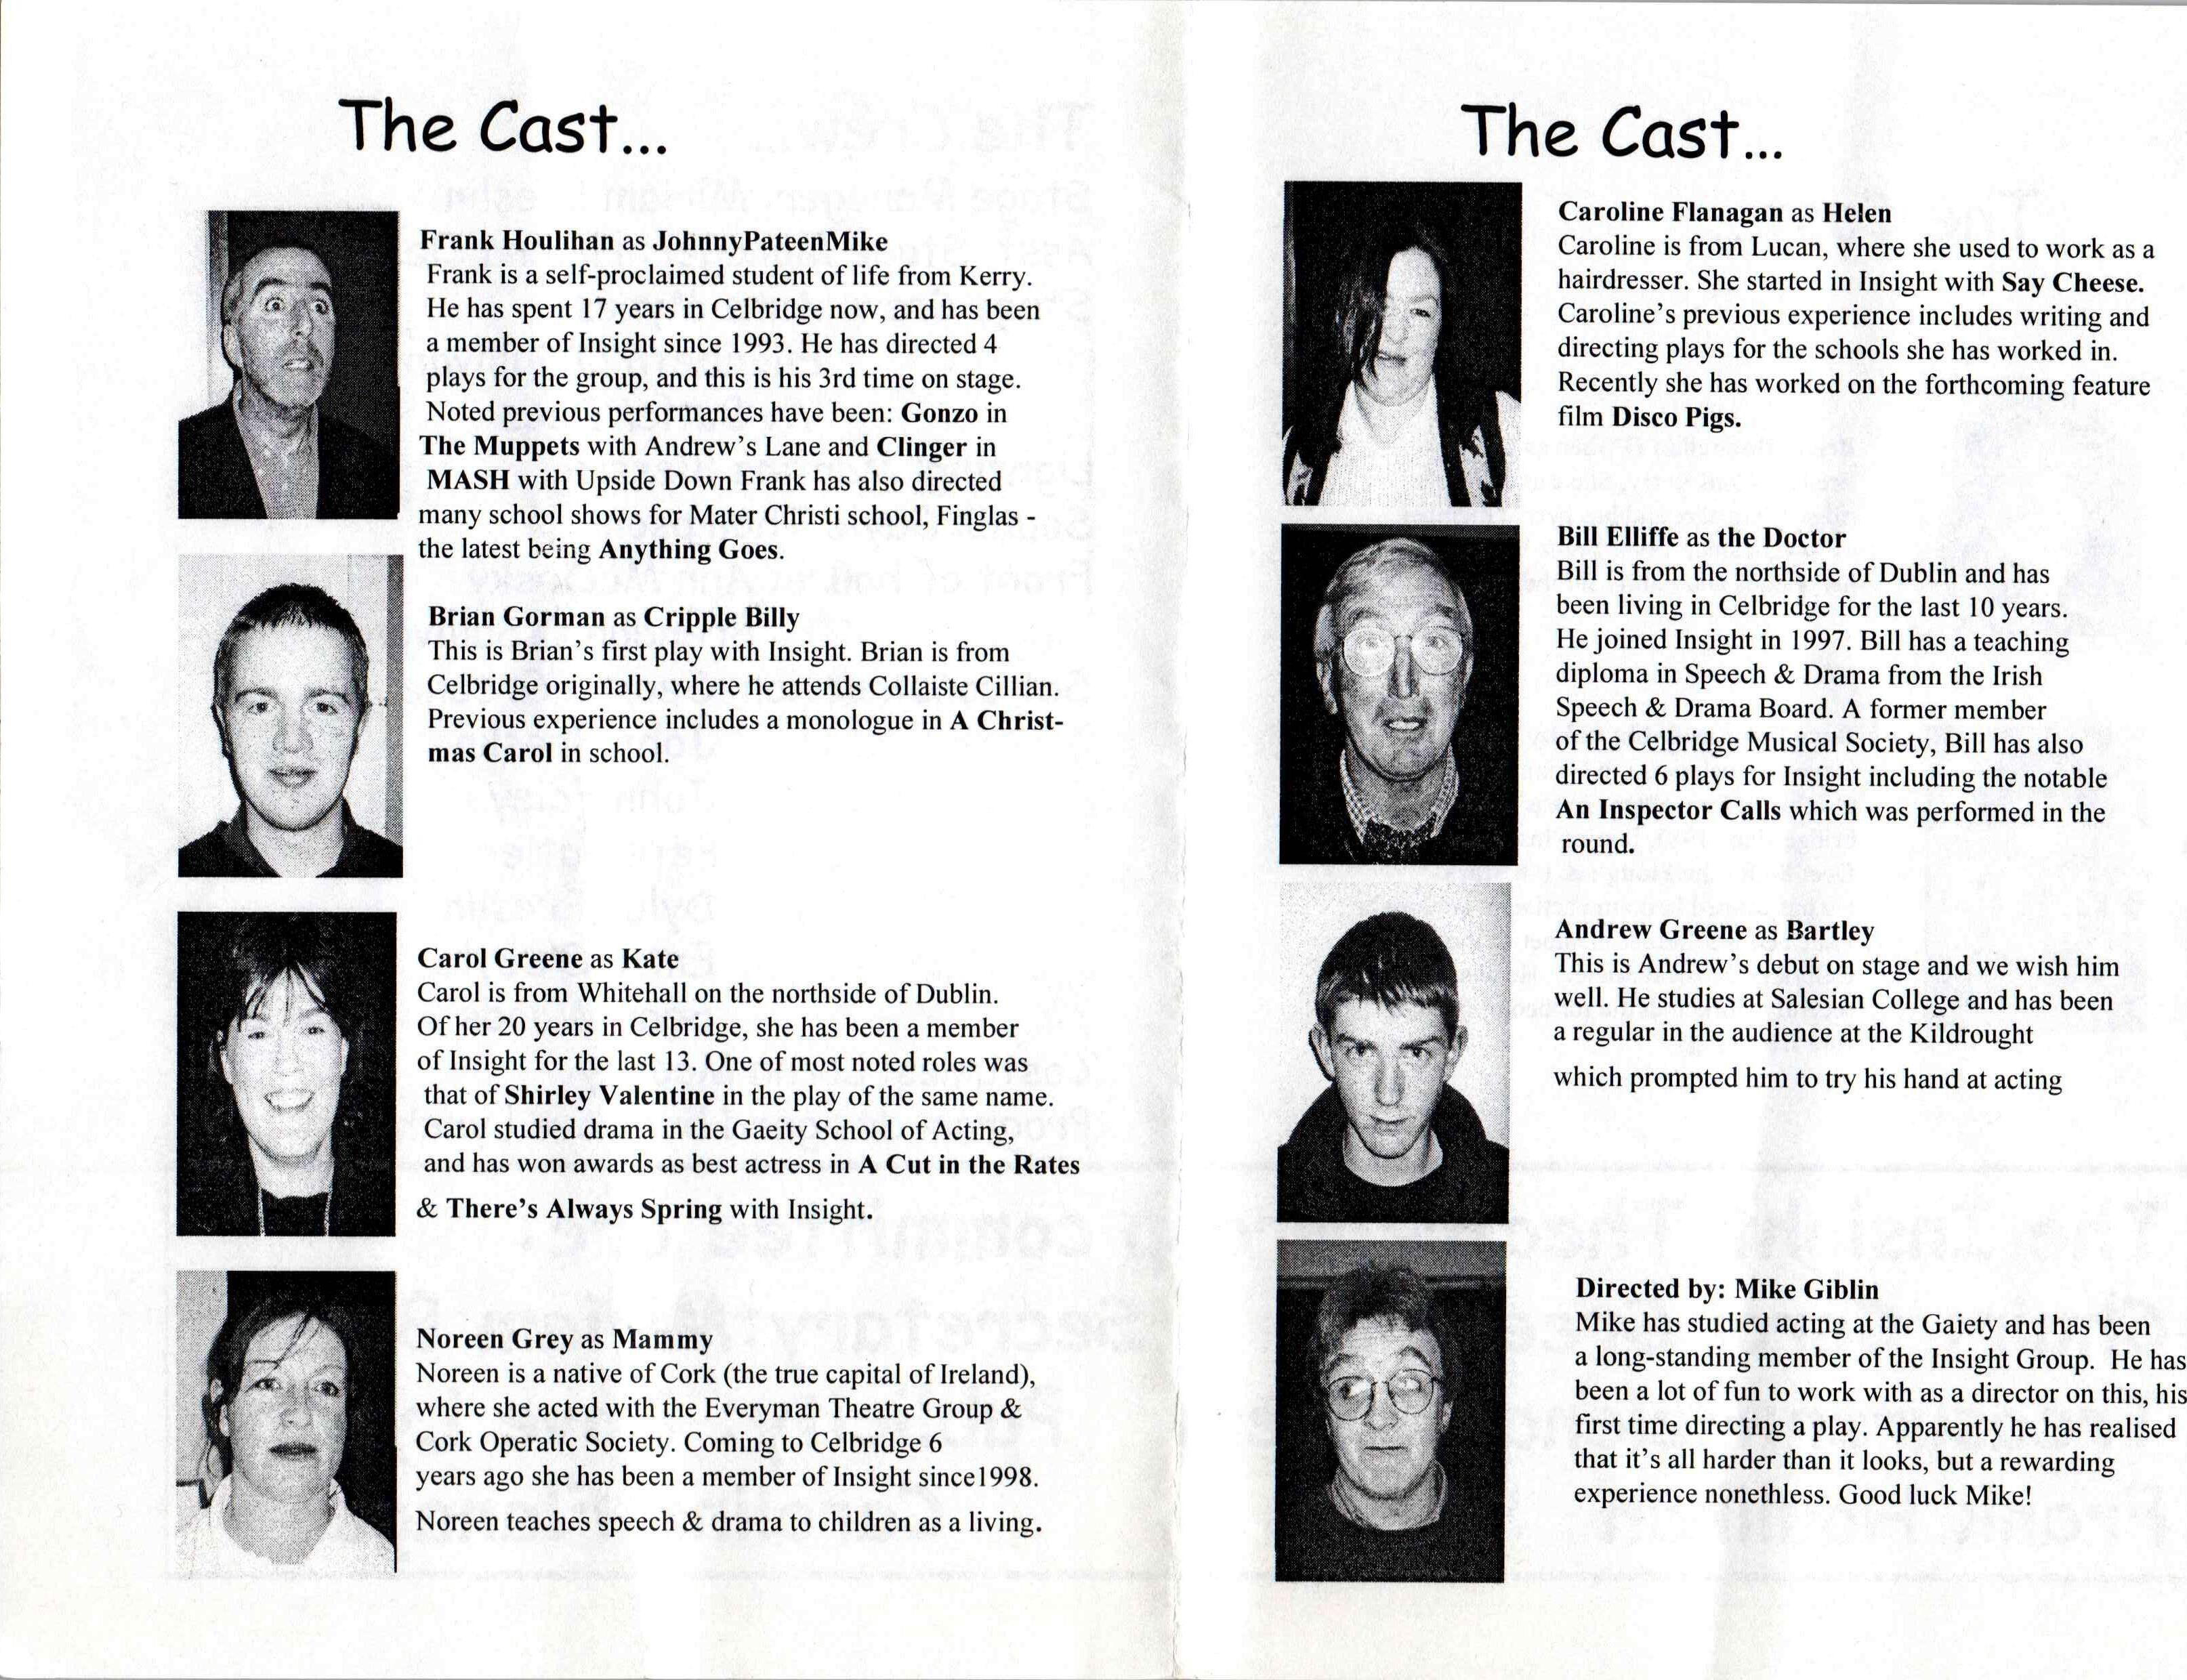 The Cast...
Frank Houlihan as JohnnyPateenMike
Frank is a self-proclaimed student of life from Kerry.
He has spent 17 years in Celbridge now, and has been
a member of Insight since 1993. He has directed 4
plays for the group, and this is his 3rd time on stage.
Noted previous performances have been: Gonzo in
The Muppets with Andrew's Lane and Clinger in
MASH with Upside Down Frank has also directed
many school shows for Mater Christi school, Finglas -
the latest being Anything Goes.
Brian Gorman as Cripple Billy
This is Brian's first play with Insight. Brian is from
Celbridge originally, where he attends Collaiste Cillian.
Previous experience includes a monologue in A Christ-
mas Carol in school.
Carol Greene as Kate
Carol is from Whitehall on the northside of Dublin.
Of her 20 years in Celbridge, she has been a member
of Insight for the last 13. One of most noted roles was
that of Shirley Valentine in the play of the same name.
Carol studied drama in the Gaeity School of Acting,
and has won awards as best actress in A Cut in the Rates
& There's Always Spring with Insight.
Noreen Grey as Mammy
Noreen is a native of Cork (the true capital of Ireland),
where she acted with the Everyman Theatre Group &
Cork Operatic Society. Coming to Celbridge 6
years ago she has been a member of Insight since1998.
Noreen teaches speech & drama to children as a living.
The Cast...
Caroline Flanagan as Helen
Caroline is from Lucan, where she used to work as a
hairdresser. She started in Insight with Say Cheese.
Caroline's previous experience includes writing and
directing plays for the schools she has worked in.
Recently she has worked on the forthcoming feature
film Disco Pigs.
Bill Elliffe as the Doctor
Bill is from the northside of Dublin and has
been living in Celbridge for the last 10 years.
He joined Insight in 1997. Bill has a teaching
diploma in Speech & Drama from the Irish
Speech & Drama Board. A former member
of the Celbridge Musical Society, Bill has also
directed 6 plays for Insight including the notable
An Inspector Calls which was performed in the
round.
Andrew Greene as Bartley
This is Andrew's debut on stage and we wish him
well. He studies at Salesian College and has been
a regular in the audience at the Kildrought
which prompted him to try his hand at acting
Directed by: Mike Giblin
Mike has studied acting at the Gaiety and has been
a long-standing member of the Insight Group. He has
been a lot of fun to work with as a director on this, his
first time directing a play. Apparently he has realised
that it's all harder than it looks, but a rewarding
experience nonethless. Good luck Mike!